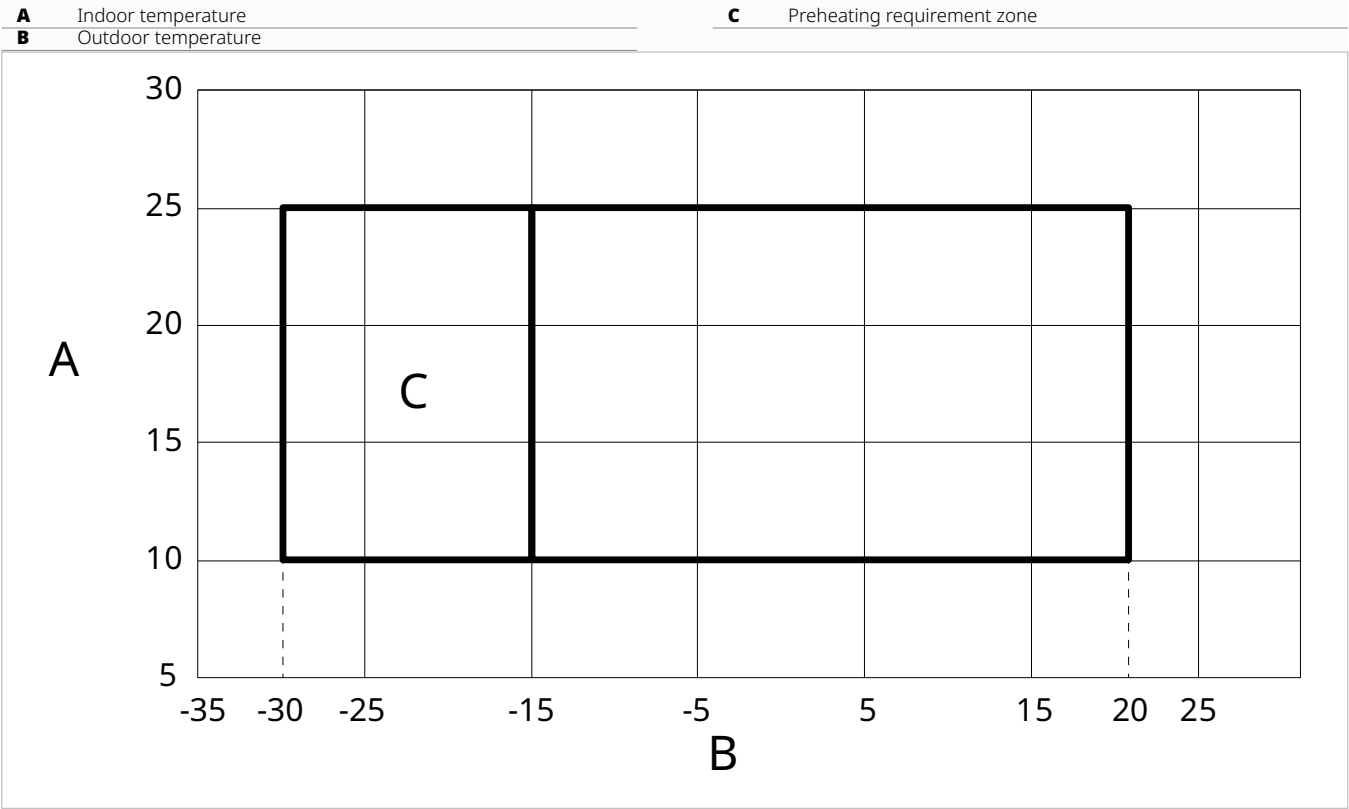 A Indoor temperature
B Outdoor temperature
C Preheating requirement zone
30
25
20
A
C
15
10
5
-35 -30 -25 -15 -5 5 15 20 25
B